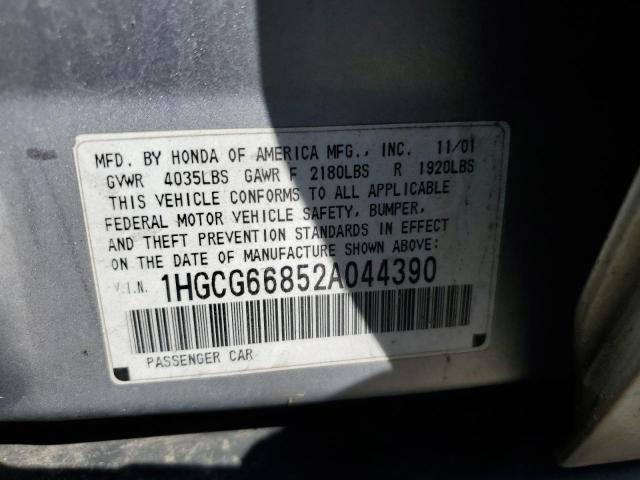 MFD. BY HONDA OF AMERICA MFG., INC. 11/01
GVWR 4035LBS GAWR F 2180LBS R 1920LBS
THIS VEHICLE CONFORMS TO ALL APPLICABLE
FEDERAL MOTOR VEHICLE SAFETY, BUMPER,
AND THEFT PREVENTION STANDARDS IN EFFECT
ON THE DATE OF MANUFACTURE SHOWN ABOVE:
V.I.N. 1HGCG66852A044390
PASSENGER CAR